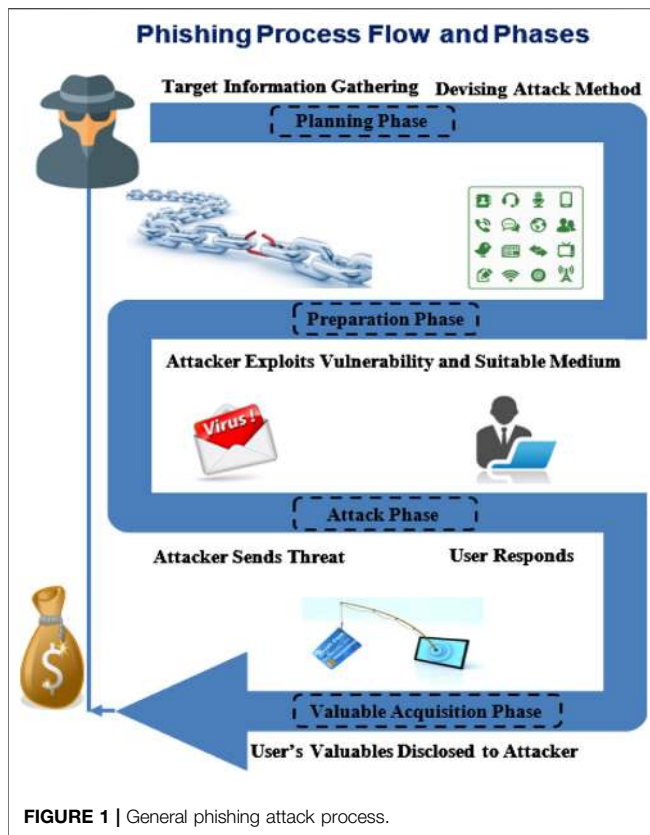 Phishing Process Flow and Phases
Target Information Gathering
Devising Attack Method
Planning Phase
Preparation Phase
Attacker Exploits Vulnerability and Suitable Medium
Virus!
Attack Phase
Attacker Sends Threat
User Responds
$
Valuable Acquisition Phase
User's Valuables Disclosed to Attacker
FIGURE 1 | General phishing attack process.